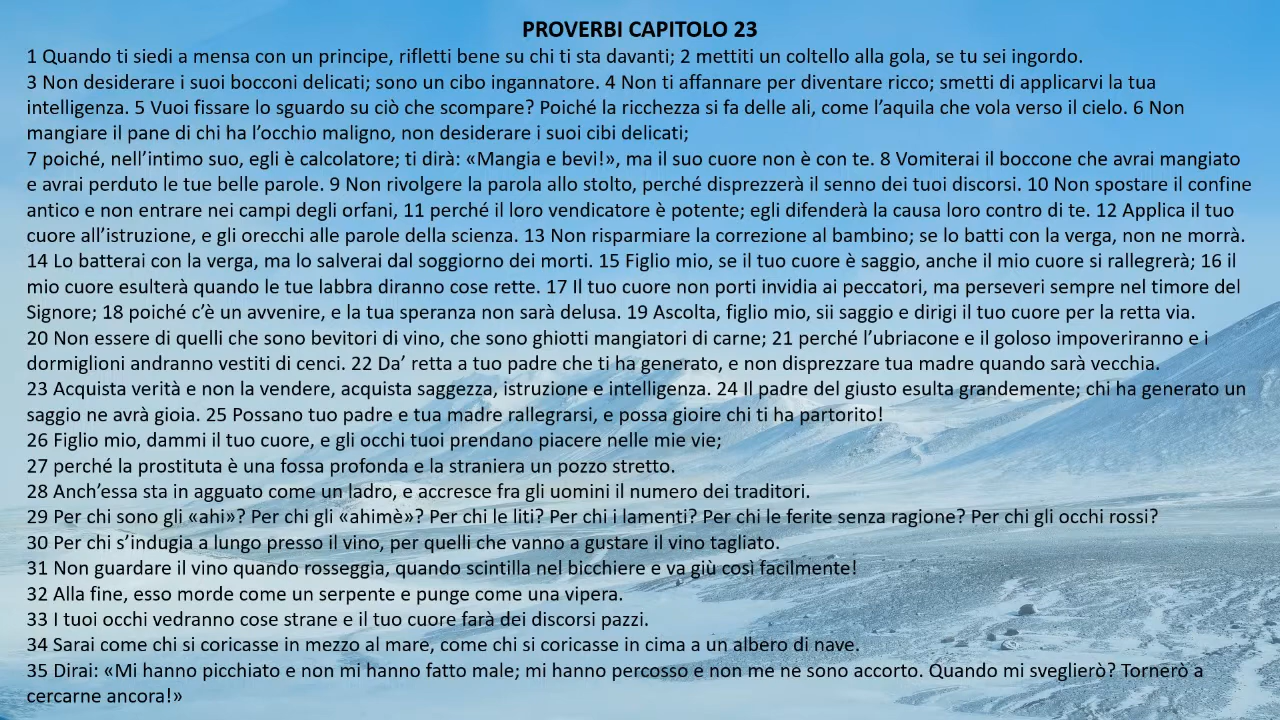 PROVERBI CAPITOLO 23
1 Quando ti siedi a mensa con un principe, rifletti bene su chi ti sta davanti; 2 mettiti un coltello alla gola, se tu sei ingordo.
3 Non desiderare i suoi bocconi delicati; sono un cibo ingannatore. 4 Non ti affannare per diventare ricco; smetti di applicarvi la tua
intelligenza. 5 Vuoi fissare lo sguardo su ciò che scompare? Poiché la ricchezza si fa delle ali, come l’aquila che vola verso il cielo. 6 Non
mangiare il pane di chi ha l’occhio maligno, non desiderare i suoi cibi delicati;
7 poiché, nell’intimo suo, egli è calcolatore; ti dirà: «Mangia e bevi!», ma il suo cuore non è con te. 8 Vomiterai il boccone che avrai mangiato
e avrai perduto le tue belle parole. 9 Non rivolgere la parola allo stolto, perché disprezzerà il senno dei tuoi discorsi. 10 Non spostare il confine
antico e non entrare nei campi degli orfani, 11 perché il loro vendicatore è potente; egli difenderà la causa loro contro di te. 12 Applica il tuo
cuore all’istruzione, e gli orecchi alle parole della scienza. 13 Non risparmiare la correzione al bambino; se lo batti con la verga, non ne morrà.
14 Lo batterai con la verga, ma lo salverai dal soggiorno dei morti. 15 Figlio mio, se il tuo cuore è saggio, anche il mio cuore si rallegrerà; 16 il
mio cuore esulterà quando le tue labbra diranno cose rette. 17 Il tuo cuore non porti invidia ai peccatori, ma perseveri sempre nel timore del
Signore; 18 poiché c’è un avvenire, e la tua speranza non sarà delusa. 19 Ascolta, figlio mio, sii saggio e dirigi il tuo cuore per la retta via.
20 Non essere di quelli che sono bevitori di vino, che sono ghiotti mangiatori di carne; 21 perché l’ubriacone e il goloso impoveriranno e i
dormiglioni andranno vestiti di cenci. 22 Da’ retta a tuo padre che ti ha generato, e non disprezzare tua madre quando sarà vecchia.
23 Acquista verità e non la vendere, acquista saggezza, istruzione e intelligenza. 24 Il padre del giusto esulta grandemente; chi ha generato un
saggio ne avrà gioia. 25 Possano tuo padre e tua madre rallegrarsi, e possa gioire chi ti ha partorito!
26 Figlio mio, dammi il tuo cuore, e gli occhi tuoi prendano piacere nelle mie vie;
27 perché la prostituta è una fossa profonda e la straniera un pozzo stretto.
28 Anch’essa sta in agguato come un ladro, e accresce fra gli uomini il numero dei traditori.
29 Per chi sono gli «ahi»? Per chi gli «ahimè»? Per chi le liti? Per chi i lamenti? Per chi le ferite senza ragione? Per chi gli occhi rossi?
30 Per chi s’indugia a lungo presso il vino, per quelli che vanno a gustare il vino tagliato.
31 Non guardare il vino quando rosseggia, quando scintilla nel bicchiere e va giù così facilmente!
32 Alla fine, esso morde come un serpente e punge come una vipera.
33 I tuoi occhi vedranno cose strane e il tuo cuore farà dei discorsi pazzi.
34 Sarai come chi si coricasse in mezzo al mare, come chi si coricasse in cima a un albero di nave.
35 Dirai: «Mi hanno picchiato e non mi hanno fatto male; mi hanno percosso e non me ne sono accorto. Quando mi sveglierò? Tornerò a
cercarne ancora!»